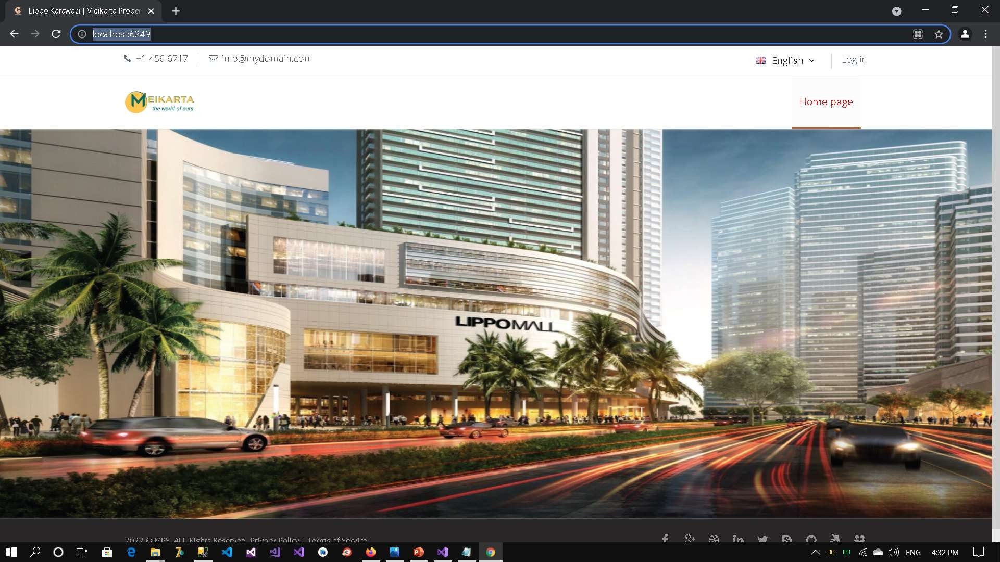 Lippo Karawaci | Meikarta Proper
localhost:6249
+1 456 6717
info@mydomain.com
English
Log in
MEIKARTA
the world of ours
Home page
LIPPOMALL
2022 © MPS. ALL Rights Reserved. Privacy Policy | Terms of Service
You
80
80
ENG
4:32 PM